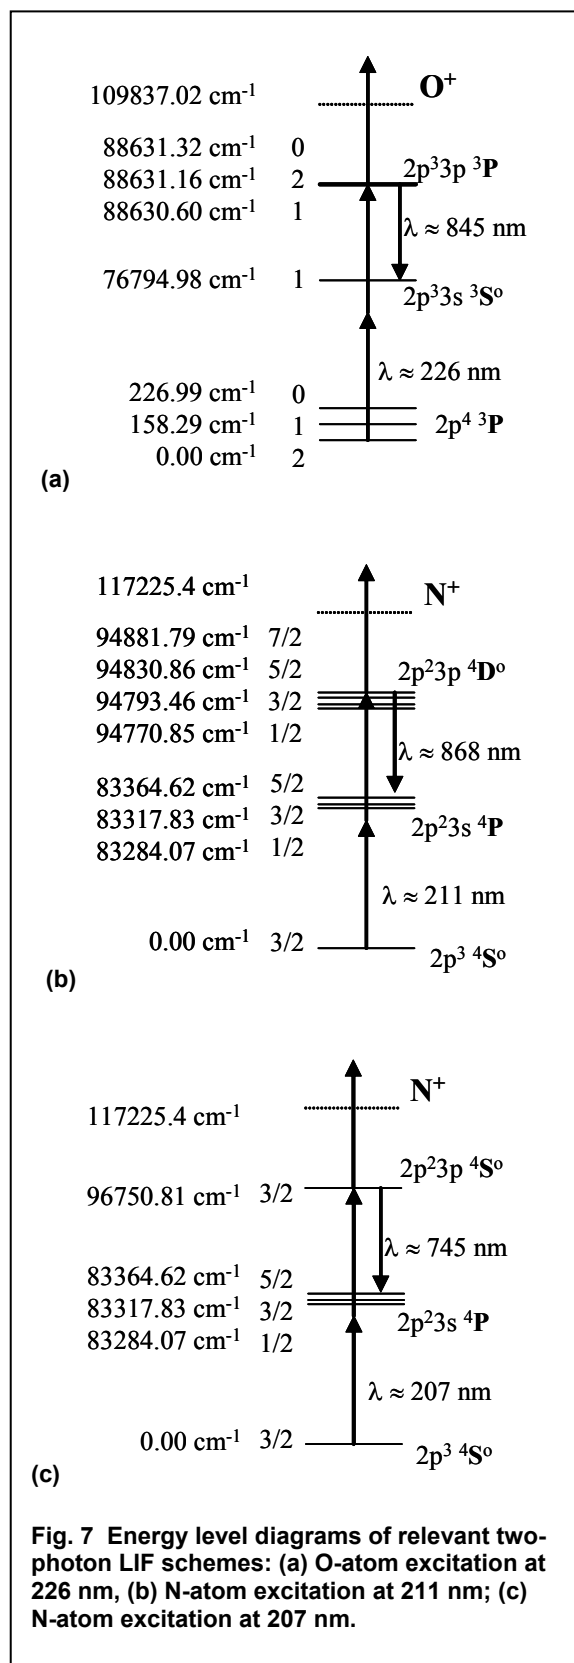 109837.02 cm⁻¹ O⁺
88631.32 cm⁻¹ 0
88631.16 cm⁻¹ 2 2p³3p ³P
88630.60 cm⁻¹ 1
λ ≈ 845 nm
76794.98 cm⁻¹ 1 2p³3s ³Sᵒ
λ ≈ 226 nm
226.99 cm⁻¹ 0
158.29 cm⁻¹ 1 2p⁴ ³P
0.00 cm⁻¹ 2
(a)
117225.4 cm⁻¹ N⁺
94881.79 cm⁻¹ 7/2
94830.86 cm⁻¹ 5/2 2p²3p ⁴Dᵒ
94793.46 cm⁻¹ 3/2
94770.85 cm⁻¹ 1/2
λ ≈ 868 nm
83364.62 cm⁻¹ 5/2
83317.83 cm⁻¹ 3/2 2p²3s ⁴P
83284.07 cm⁻¹ 1/2
λ ≈ 211 nm
0.00 cm⁻¹ 3/2 2p³ ⁴Sᵒ
(b)
117225.4 cm⁻¹ N⁺
2p²3p ⁴Sᵒ
96750.81 cm⁻¹ 3/2
λ ≈ 745 nm
83364.62 cm⁻¹ 5/2
83317.83 cm⁻¹ 3/2 2p²3s ⁴P
83284.07 cm⁻¹ 1/2
λ ≈ 207 nm
0.00 cm⁻¹ 3/2 2p³ ⁴Sᵒ
(c)
Fig. 7 Energy level diagrams of relevant two-
photon LIF schemes: (a) O-atom excitation at
226 nm, (b) N-atom excitation at 211 nm; (c)
N-atom excitation at 207 nm.